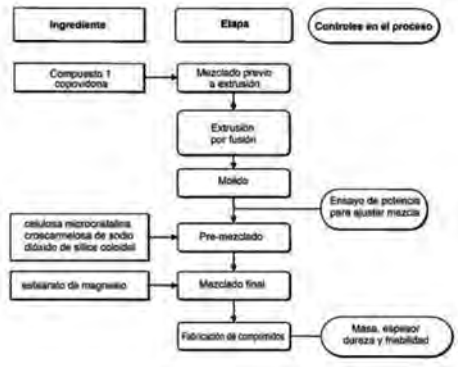 Ingrediente
Etapa
Controles en el proceso
Compuesto 1
copovidona
Mezclado previo
a extrusión
Extrusión
por fusión
Molido
Ensayo de potencia
para ajustar mezcla
celulosa microcristalina
croscarmelosa de sodio
dióxido de sílice coloidal
Pre-mezclado
estearato de magnesio
Mezclado final
Fabricación de comprimidos
Masa, espesor
dureza y friabilidad